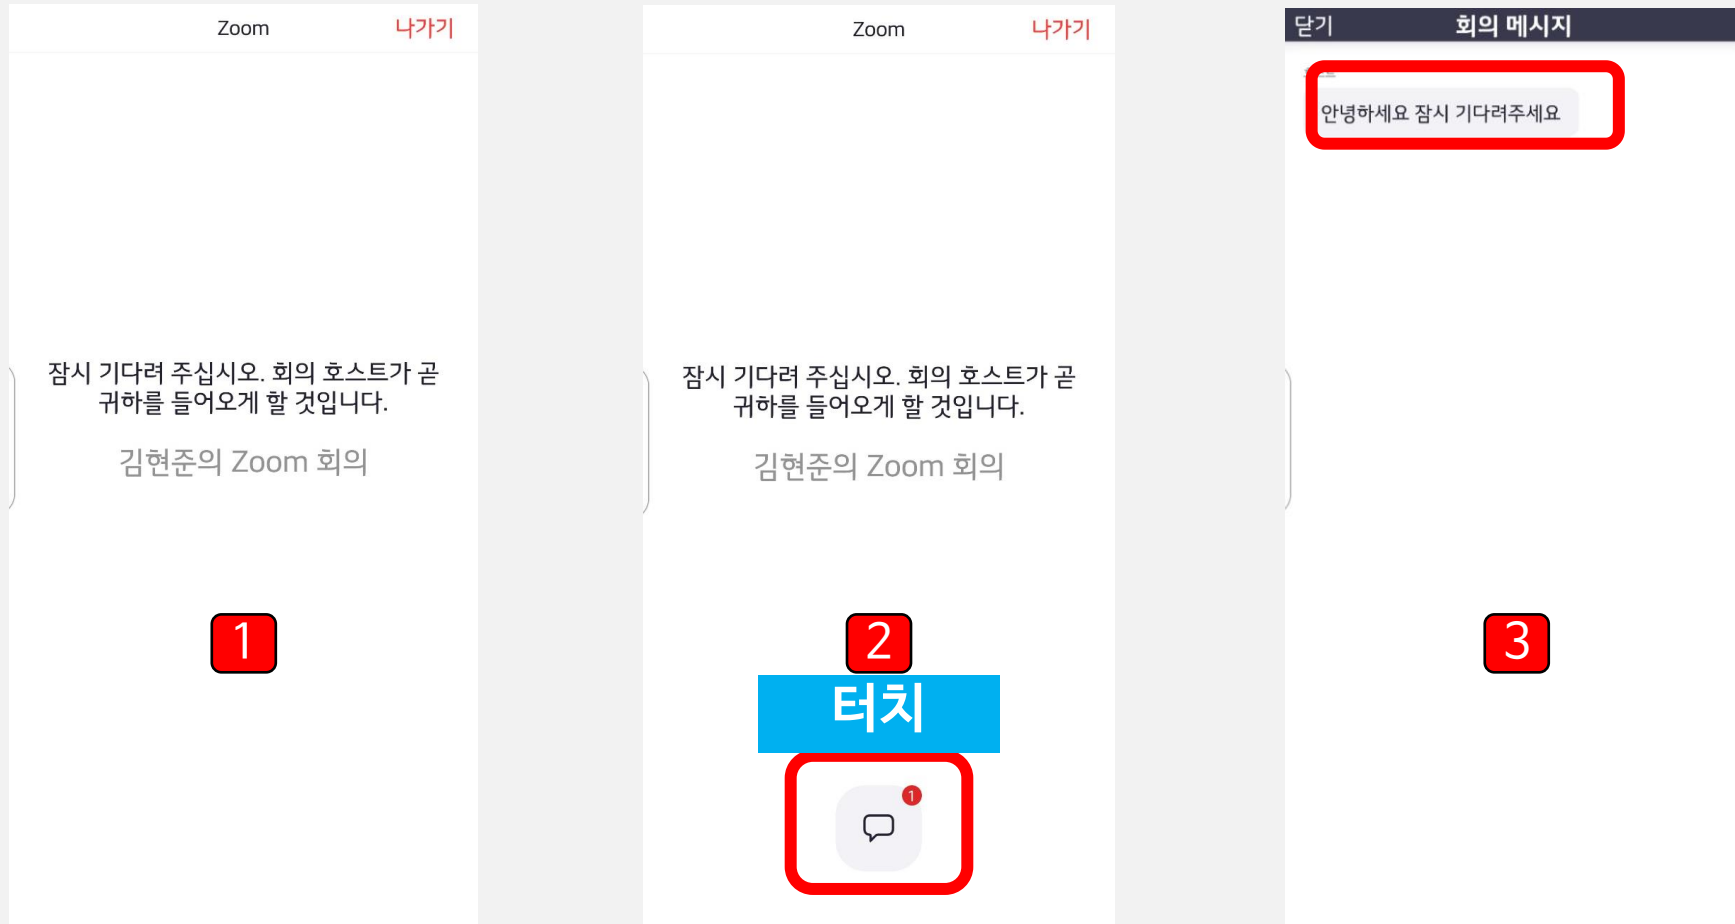 Zoom
나가기
잠시 기다려 주십시오. 회의 호스트가 곧
귀하를 들어오게 할 것입니다.
김현준의 Zoom 회의
1
Zoom
나가기
잠시 기다려 주십시오. 회의 호스트가 곧
귀하를 들어오게 할 것입니다.
김현준의 Zoom 회의
2
터치
1
닫기
회의 메시지
안녕하세요 잠시 기다려주세요
3